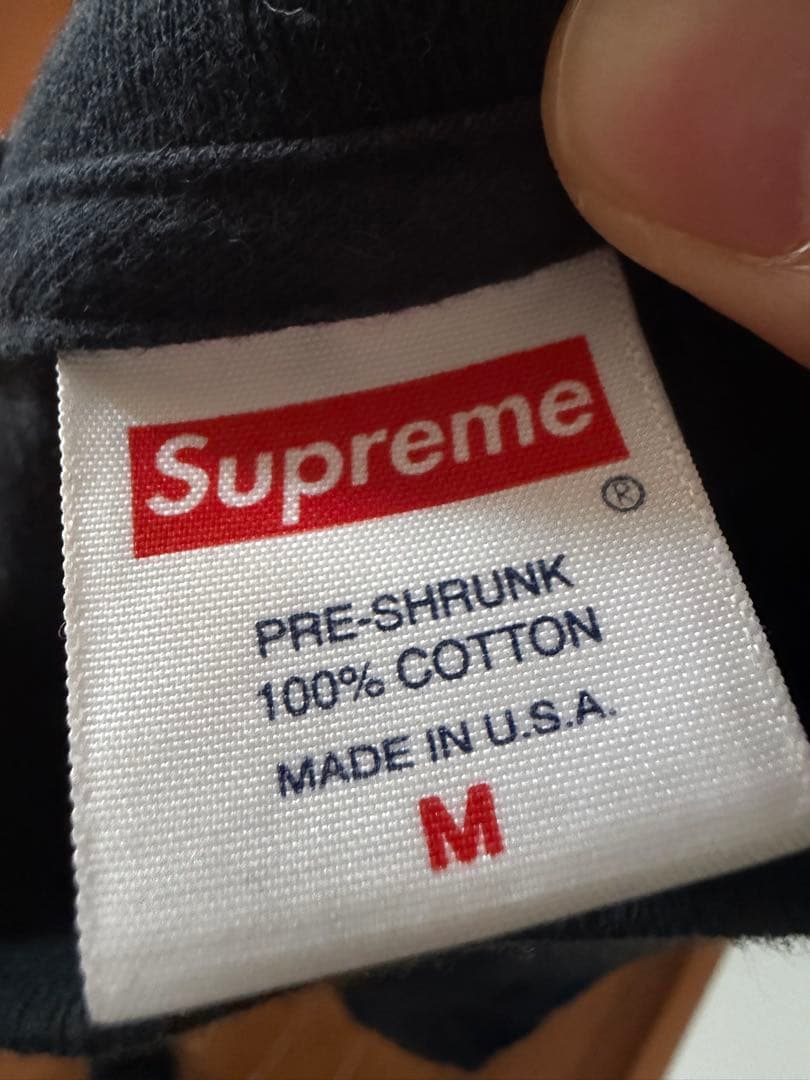 Supreme
®
PRE-SHRUNK
100% COTTON
MADE IN U.S.A.
M